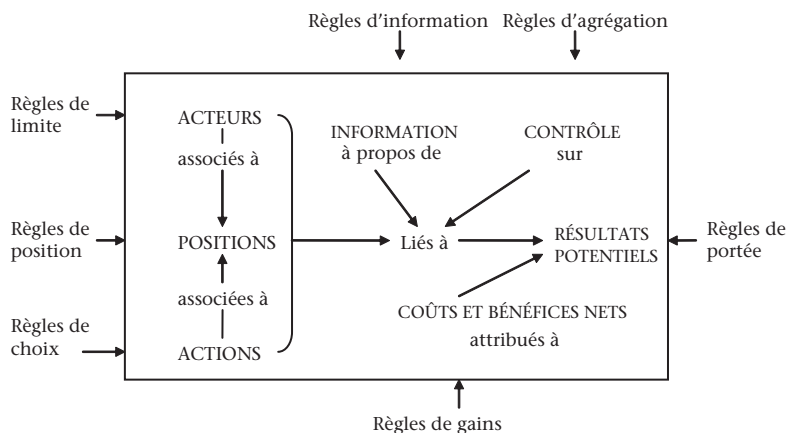 Règles d’information
Règles d’agrégation
Règles de
limite
ACTEURS
associés à
INFORMATION
à propos de
CONTRÔLE
sur
Règles de
position
POSITIONS
Liés à
RÉSULTATS
POTENTIELS
Règles de
portée
associées à
COÛTS ET BÉNÉFICES NETS
attribués à
Règles de
choix
ACTIONS
Règles de gains